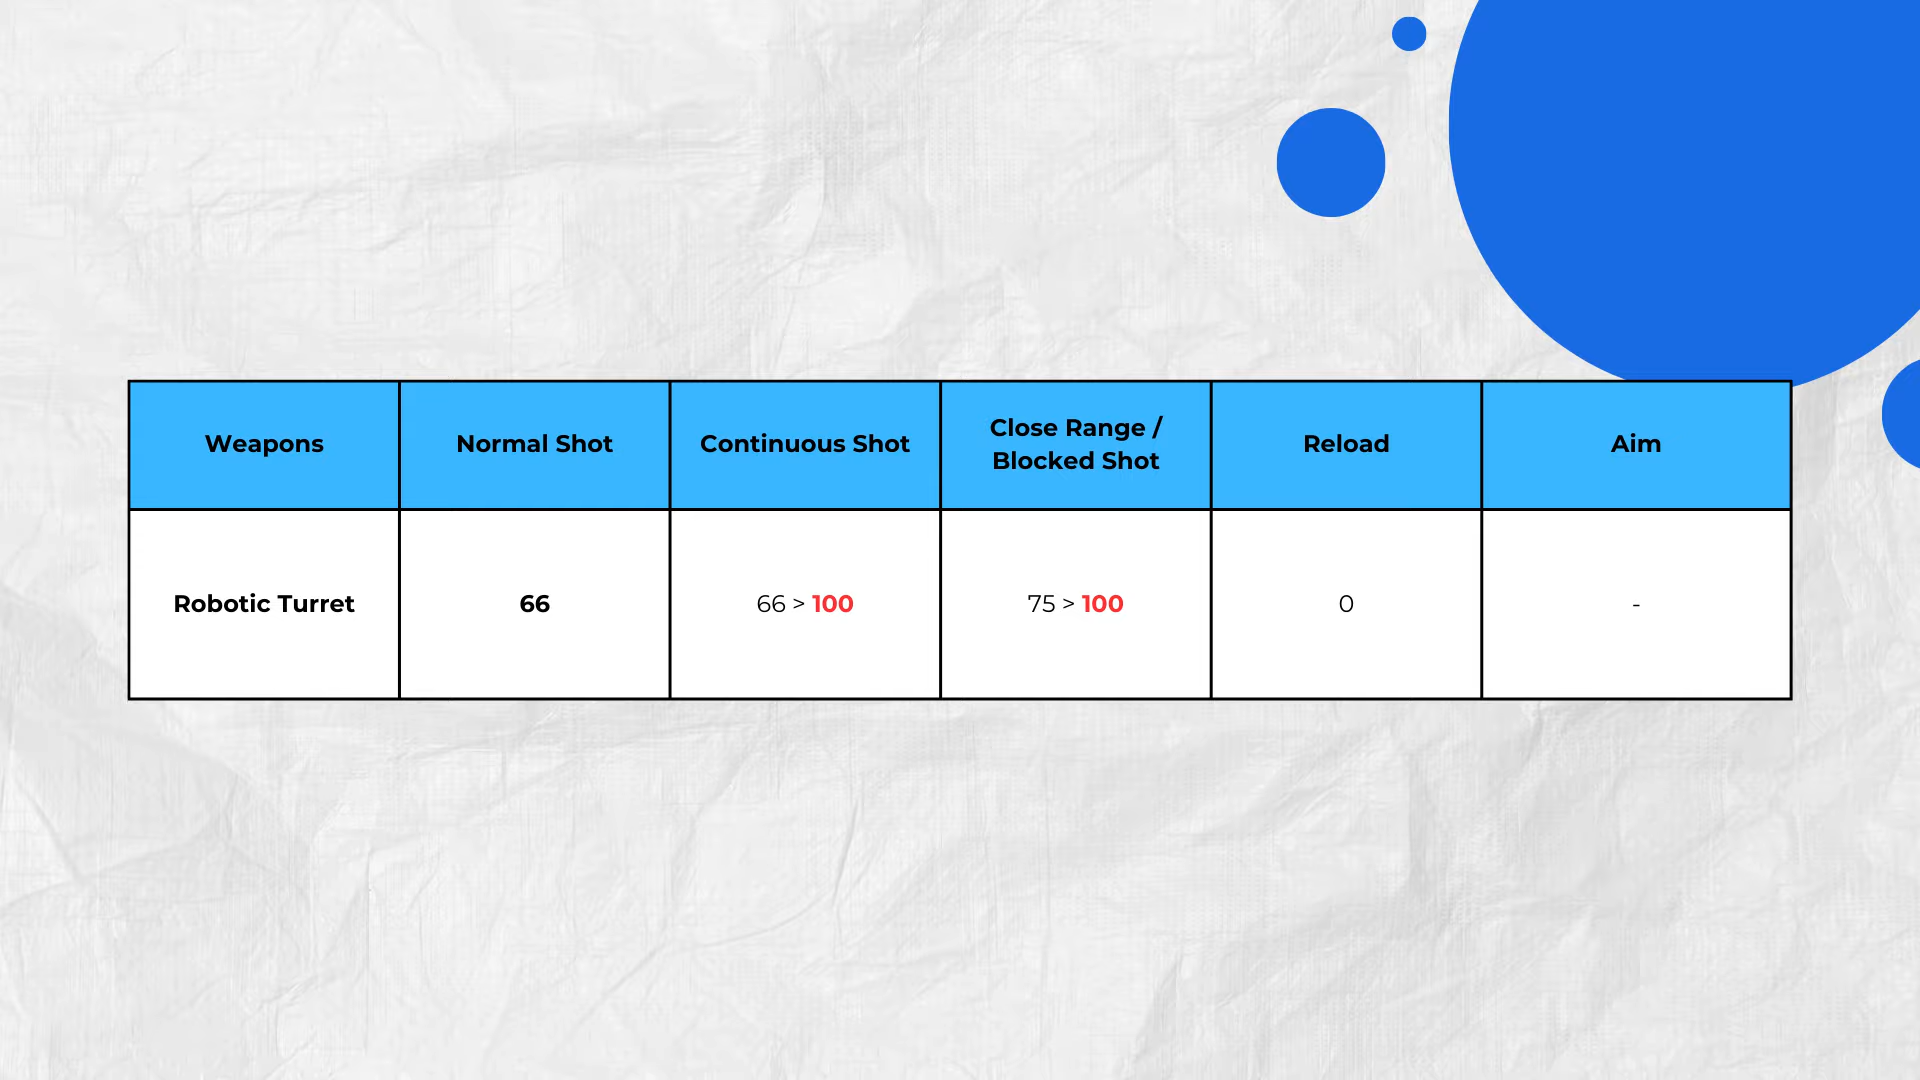 Weapons
Normal Shot
Continuous Shot
Close Range /
Blocked Shot
Reload
Aim
Robotic Turret
66
66 > 100
75 > 100
0
-